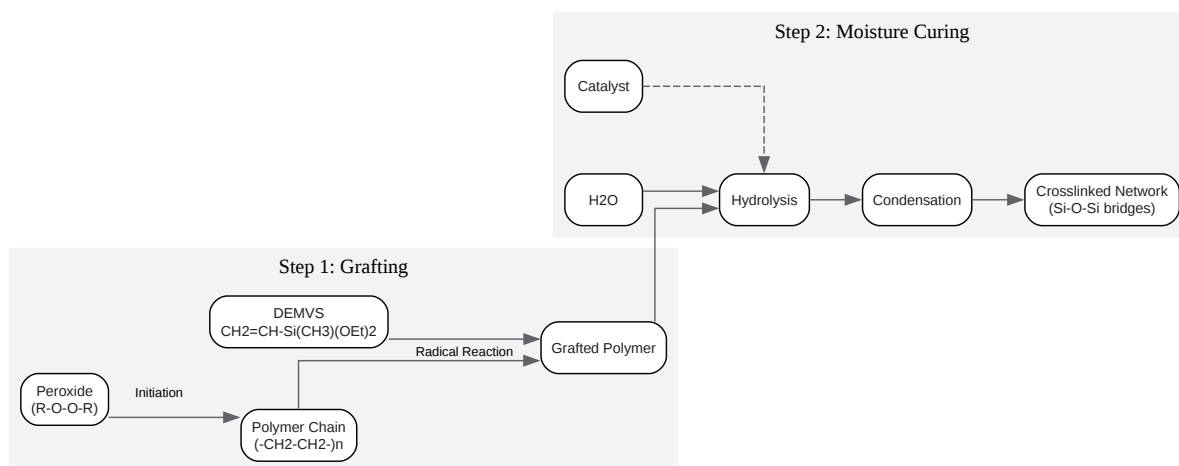 Step 2: Moisture Curing
Catalyst
H2O
Hydrolysis
Condensation
Crosslinked Network
(Si-O-Si bridges)
Step 1: Grafting
DEMVS
CH2=CH-Si(CH3)(OEt)2
Radical Reaction
Grafted Polymer
Peroxide
(R-O-O-R)
Initiation
Polymer Chain
(-CH2-CH2-)n